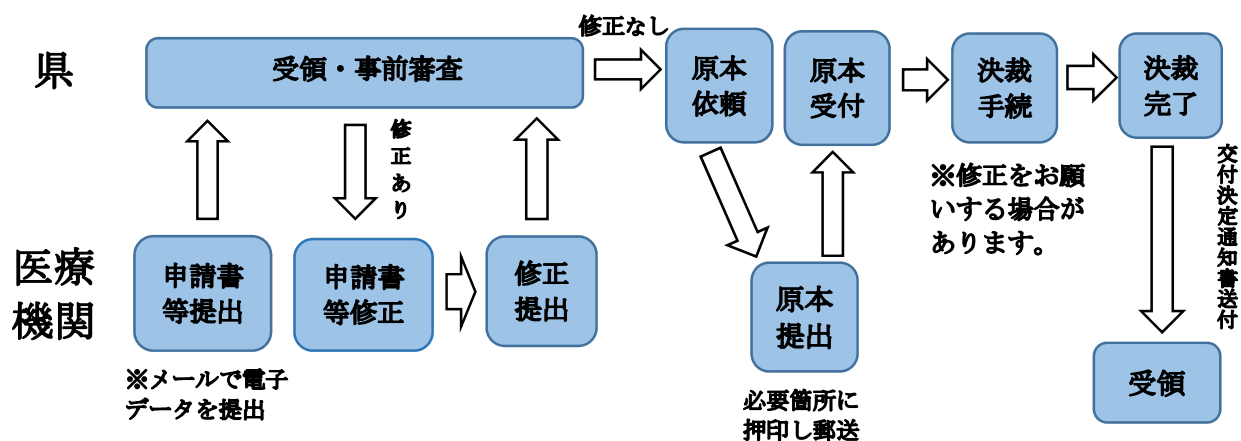 県
受領・事前審査
修正なし
原本
依頼
原本
受付
決裁
手続
決裁
完了
修正あり
※修正をお願
いする場合が
あります。
交付決定通知書送付
医療
機関
申請書
等提出
申請書
等修正
修正
提出
原本
提出
受領
※メールで電子
データを提出
必要箇所に
押印し郵送